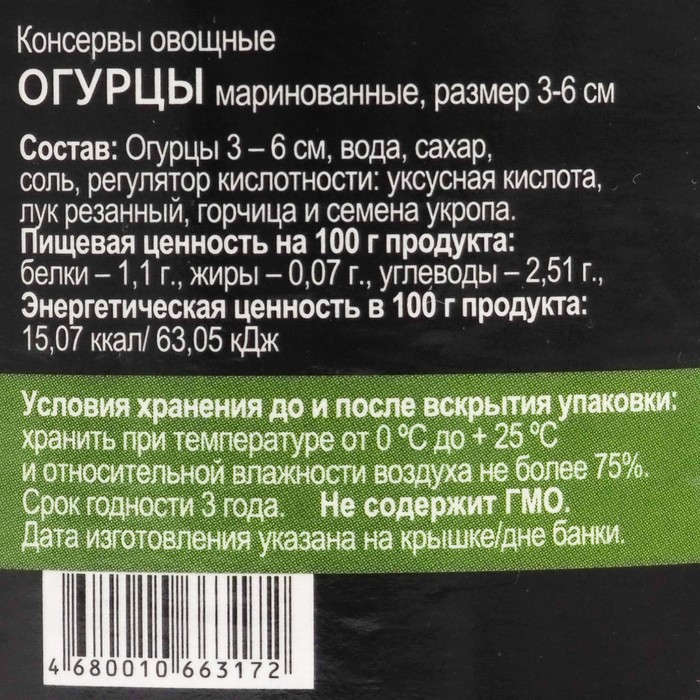 Консервы овощные
ОГУРЦЫ маринованные, размер 3-6 см
Состав: Огурцы 3 – 6 см, вода, сахар,
соль, регулятор кислотности: уксусная кислота,
лук резанный, горчица и семена укропа.
Пищевая ценность на 100 г продукта:
белки – 1,1 г., жиры – 0,07 г., углеводы – 2,51 г.,
Энергетическая ценность в 100 г продукта:
15,07 ккал/ 63,05 кДж
Условия хранения до и после вскрытия упаковки:
хранить при температуре от 0 ºС до + 25 ºС
и относительной влажности воздуха не более 75%.
Срок годности 3 года. Не содержит ГМО.
Дата изготовления указана на крышке/дне банки.
4 680010 663172